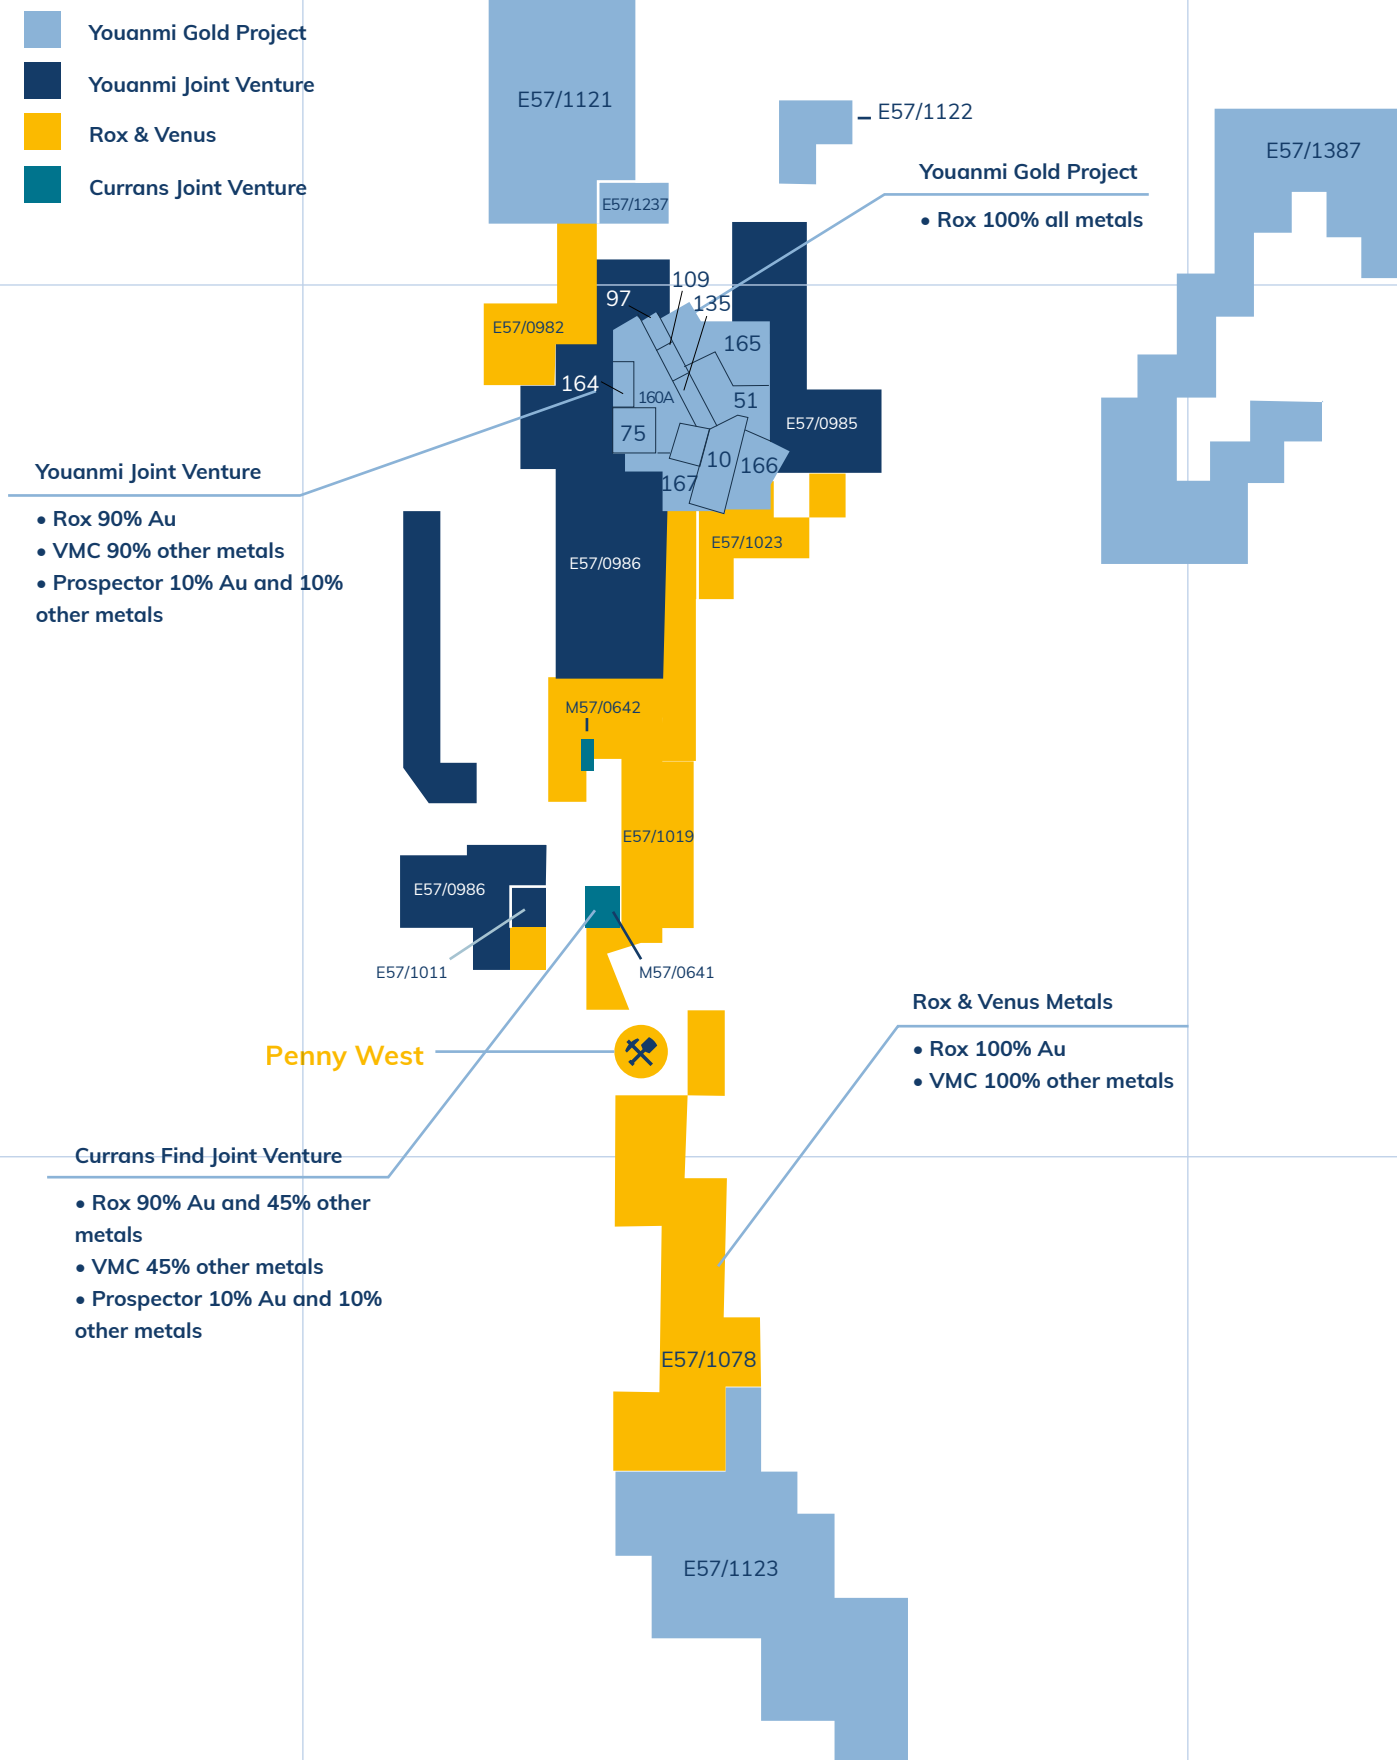 Youanmi Gold Project
Youanmi Joint Venture
Rox & Venus
Currans Joint Venture
E57/1121
E57/1122
E57/1387
Youanmi Gold Project
• Rox 100% all metals
E57/1237
109
97
135
E57/0982
165
164
160A
51
E57/0985
75
10
166
167
Youanmi Joint Venture
• Rox 90% Au
• VMC 90% other metals
• Prospector 10% Au and 10%
other metals
E57/1023
E57/0986
M57/0642
E57/1019
E57/0986
E57/1011
M57/0641
Rox & Venus Metals
• Rox 100% Au
• VMC 100% other metals
Penny West
Currans Find Joint Venture
• Rox 90% Au and 45% other
metals
• VMC 45% other metals
• Prospector 10% Au and 10%
other metals
E57/1078
E57/1123